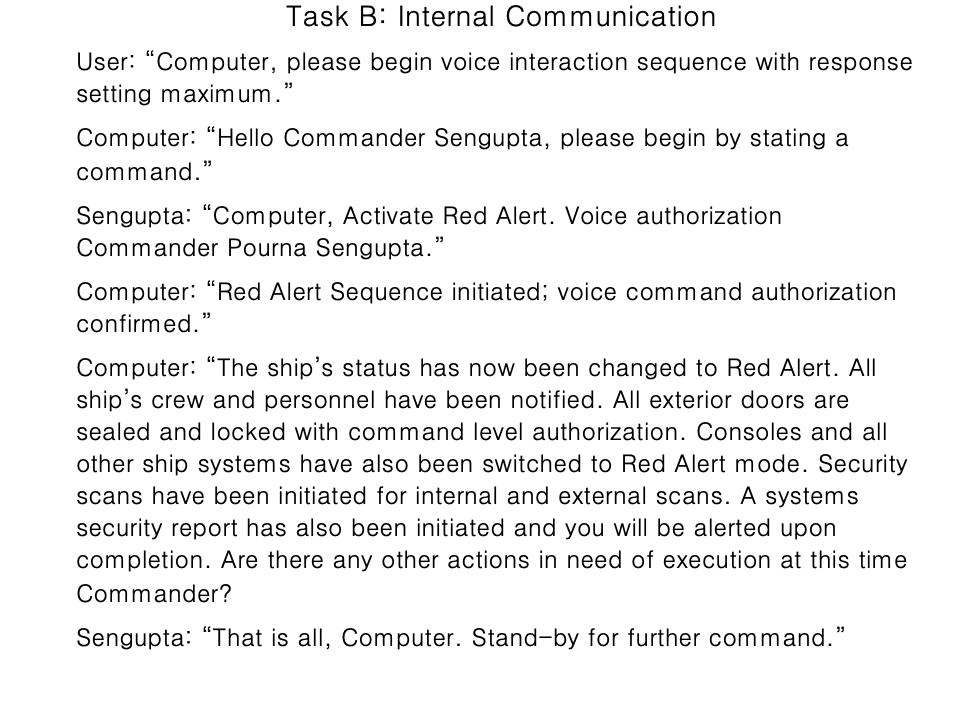 Task B: Internal Communication
User: “Computer, please begin voice interaction sequence with response
setting maximum.”
Computer: “Hello Commander Sengupta, please begin by stating a
command.”
Sengupta: “Computer, Activate Red Alert. Voice authorization
Commander Pourna Sengupta.”
Computer: “Red Alert Sequence initiated; voice command authorization
confirmed.”
Computer: “The ship’s status has now been changed to Red Alert. All
ship’s crew and personnel have been notified. All exterior doors are
sealed and locked with command level authorization. Consoles and all
other ship systems have also been switched to Red Alert mode. Security
scans have been initiated for internal and external scans. A systems
security report has also been initiated and you will be alerted upon
completion. Are there any other actions in need of execution at this time
Commander?
Sengupta: “That is all, Computer. Stand-by for further command.”